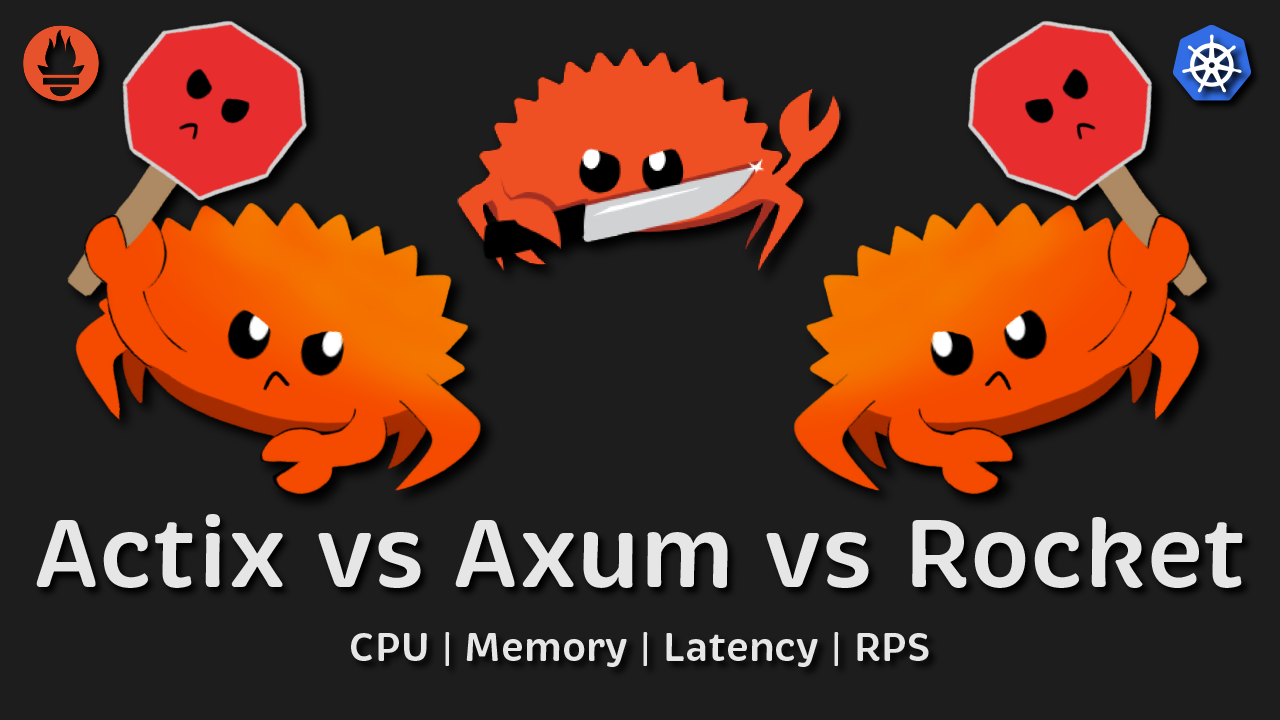 Actix vs Axum vs Rocket
CPU | Memory | Latency | RPS